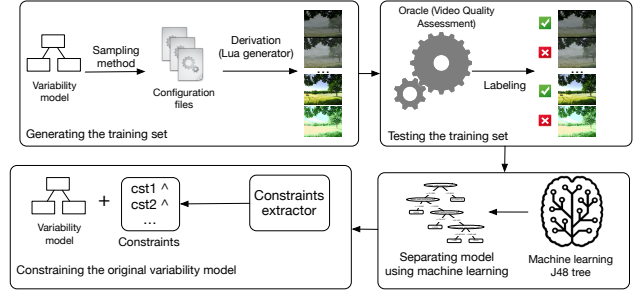 Oracle (Video Quality
Assessment)
Sampling
method
Derivation
(Lua generator)
Variability
model
Configuration
files
...
Labeling
...
Generating the training set
Testing the training set
cst1 ^
cst2 ^
...
+
Constraints
extractor
Variability
model
Constraints
Constraining the original variability model
Separating model
using machine learning
Machine learning
J48 tree